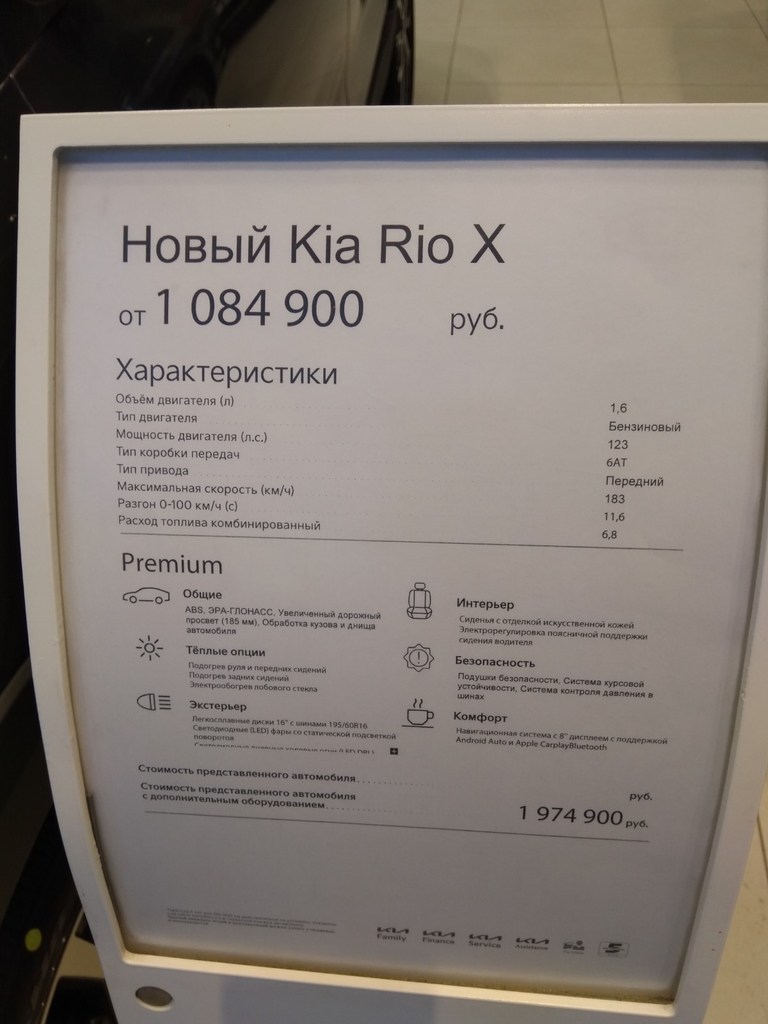 Новый Kia Rio X
от 1 084 900 руб.
Характеристики
Объём двигателя (л) 1,6
Тип двигателя Бензиновый
Мощность двигателя (л.с.) 123
Тип коробки передач 6АТ
Тип привода Передний
Максимальная скорость (км/ч) 183
Разгон 0-100 км/ч (с) 11,6
Расход топлива комбинированный 6,8
Premium
Общие
ABS, ЭРА-ГЛОНАСС, Увеличенный дорожный
просвет (185 мм), Обработка кузова и днища
автомобиля
Тёплые опции
Подогрев руля и передних сидений
Подогрев задних сидений
Электрообогрев лобового стекла
Экстерьер
Легкосплавные диски 16" с шинами 195/60R16
Светодиодные (LED) фары со статической подсветкой
поворотов
Интерьер
Сиденья с отделкой искусственной кожей
Электрорегулировка поясничной поддержки
сидения водителя
Безопасность
Подушки безопасности, Система курсовой
устойчивости, Система контроля давления в
шинах
Комфорт
Навигационная система с 8" дисплеем с поддержкой
Android Auto и Apple CarplayBluetooth
Стоимость представленного автомобиля руб.
Стоимость представленного автомобиля
с дополнительным оборудованием 1 974 900 руб.
KIA Family KIA Finance KIA Service KIA Assistance